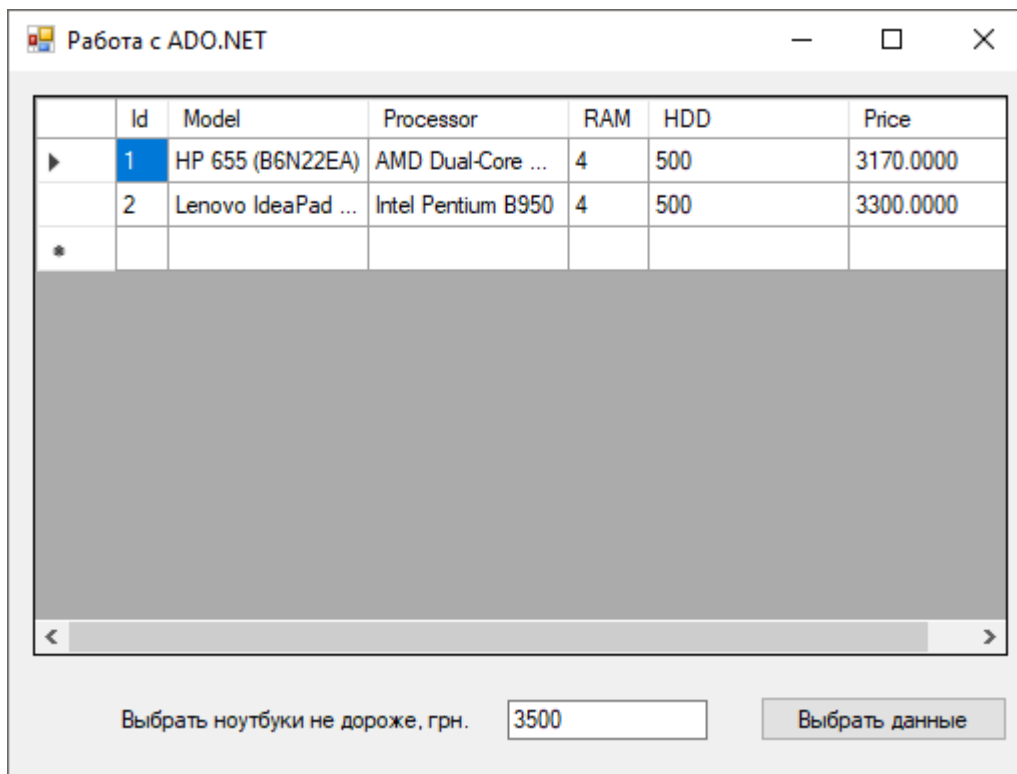 Работа с ADO.NET
Id Model Processor RAM HDD Price
1 HP 655 (B6N22EA) AMD Dual-Core ... 4 500 3170.0000
2 Lenovo IdeaPad ... Intel Pentium B950 4 500 3300.0000
Выбрать ноутбуки не дороже, грн. 3500 Выбрать данные